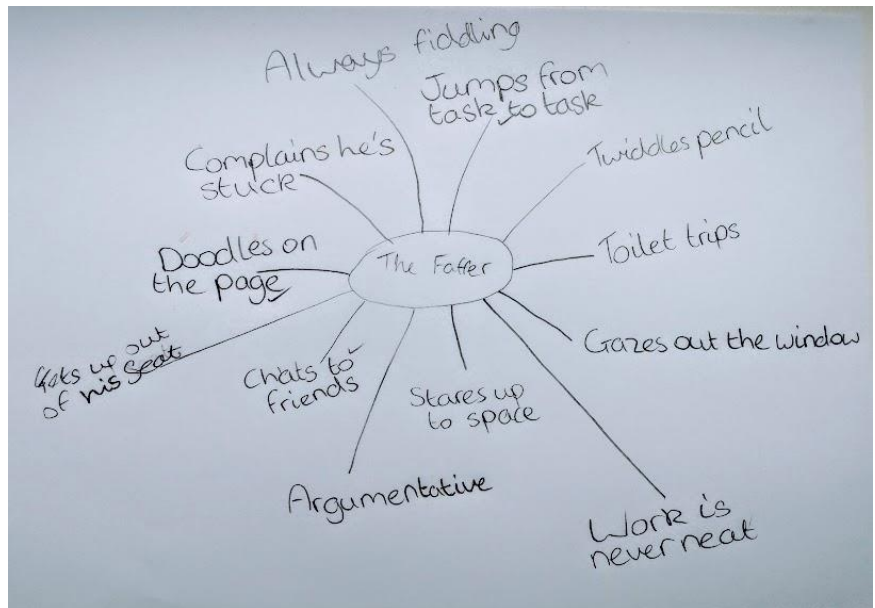 Always fiddling
Jumps from
task to task
Twiddles pencil
Complains he's
stuck
Toilet trips
Doodles on
the page
The Faffer
Gazes out the window
Gets up out
of his seat
Chats to
friends
Stares up
to space
Argumentative
Work is
never neat